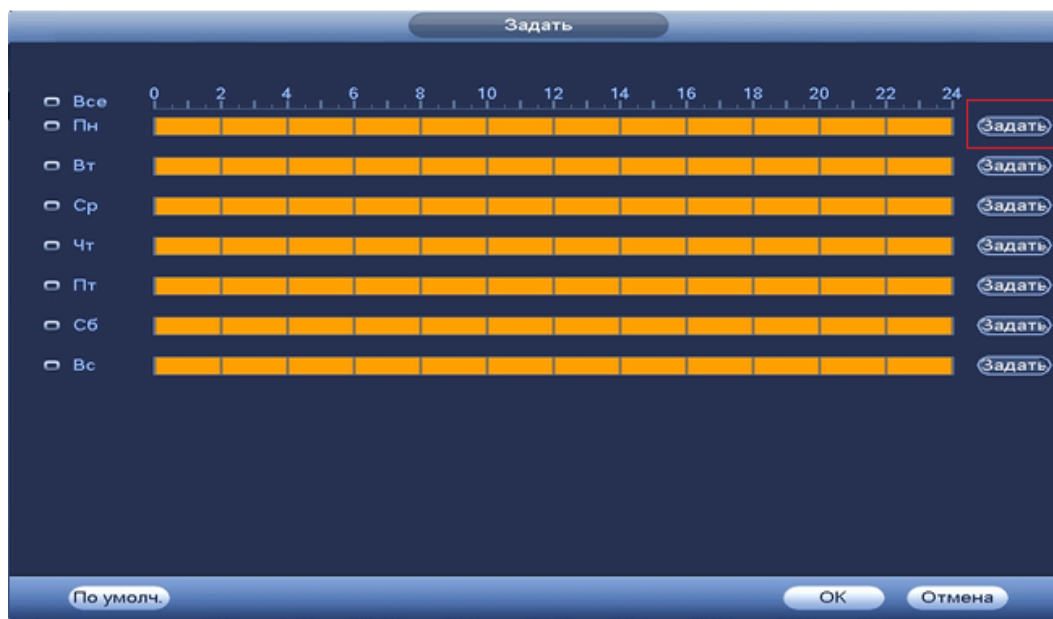 Задать
Все 0 2 4 6 8 10 12 14 16 18 20 22 24
Пн Задать
Вт Задать
Ср Задать
Чт Задать
Пт Задать
Сб Задать
Вс Задать
По умолч. ОК Отмена